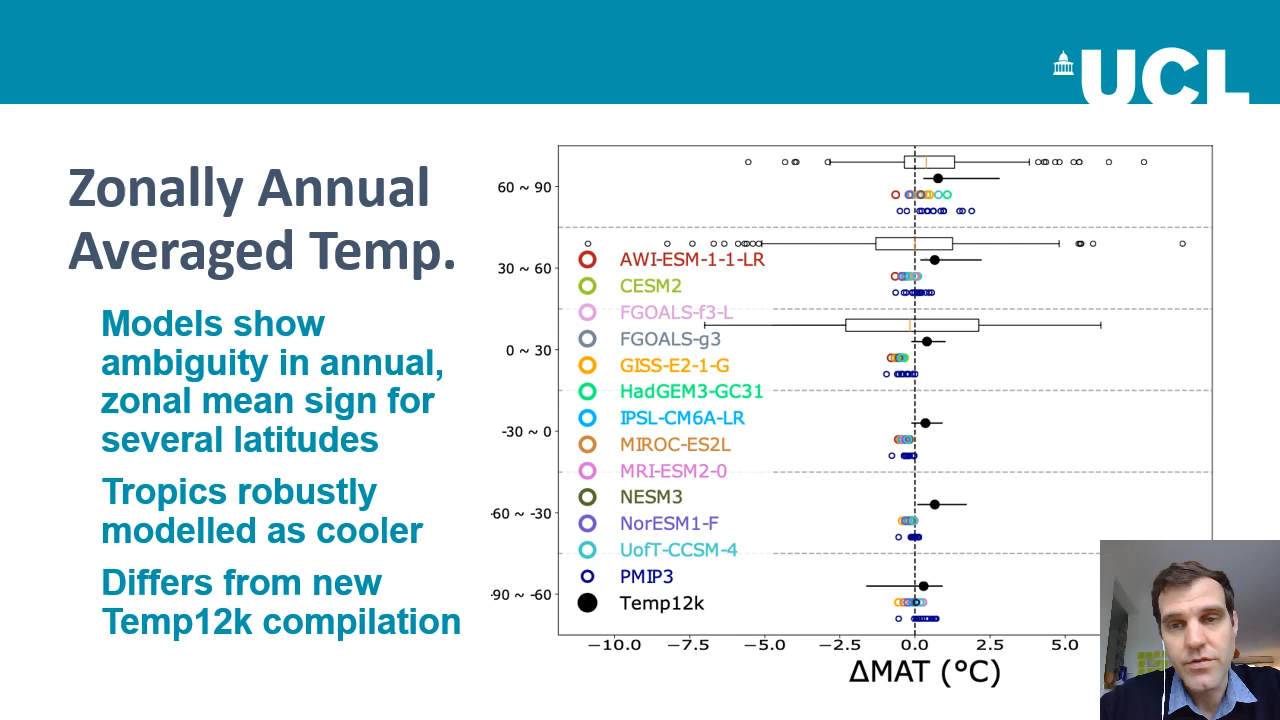 UCL
Zonally Annual
Averaged Temp.
Models show
ambiguity in annual,
zonal mean sign for
several latitudes
Tropics robustly
modelled as cooler
Differs from new
Temp12k compilation
60 ~ 90
30 ~ 60
0 ~ 30
-30 ~ 0
-60 ~ -30
-90 ~ -60
AWI-ESM-1-1-LR
CESM2
FGOALS-f3-L
FGOALS-g3
GISS-E2-1-G
HadGEM3-GC31
IPSL-CM6A-LR
MIROC-ES2L
MRI-ESM2-0
NESM3
NorESM1-F
UofT-CCSM-4
PMIP3
Temp12k
−10.0 −7.5 −5.0 −2.5 0.0 2.5 5.0
ΔMAT (°C)